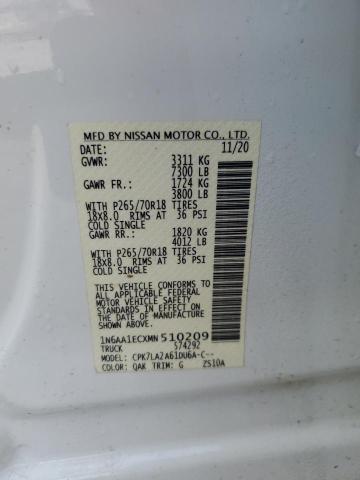 MFD BY NISSAN MOTOR CO., LTD.
DATE: 11/20
GVWR: 3311 KG
7300 LB
GAWR FR.: 1724 KG
3800 LB
WITH P265/70R18 TIRES
18x8.0 RIMS AT 36 PSI
COLD SINGLE
GAWR RR.: 1820 KG
4012 LB
WITH P265/70R18 TIRES
18x8.0 RIMS AT 36 PSI
COLD SINGLE
THIS VEHICLE CONFORMS TO
ALL APPLICABLE FEDERAL
MOTOR VEHICLE SAFETY
STANDARDS IN EFFECT ON
THE DATE OF MANUFACTURE
SHOWN ABOVE.
1N6AA1ECXMN510209
TRUCK 574292
MODEL: CPK7LA2A61DU6A-C--
COLOR: QAK TRIM: G ZS10A